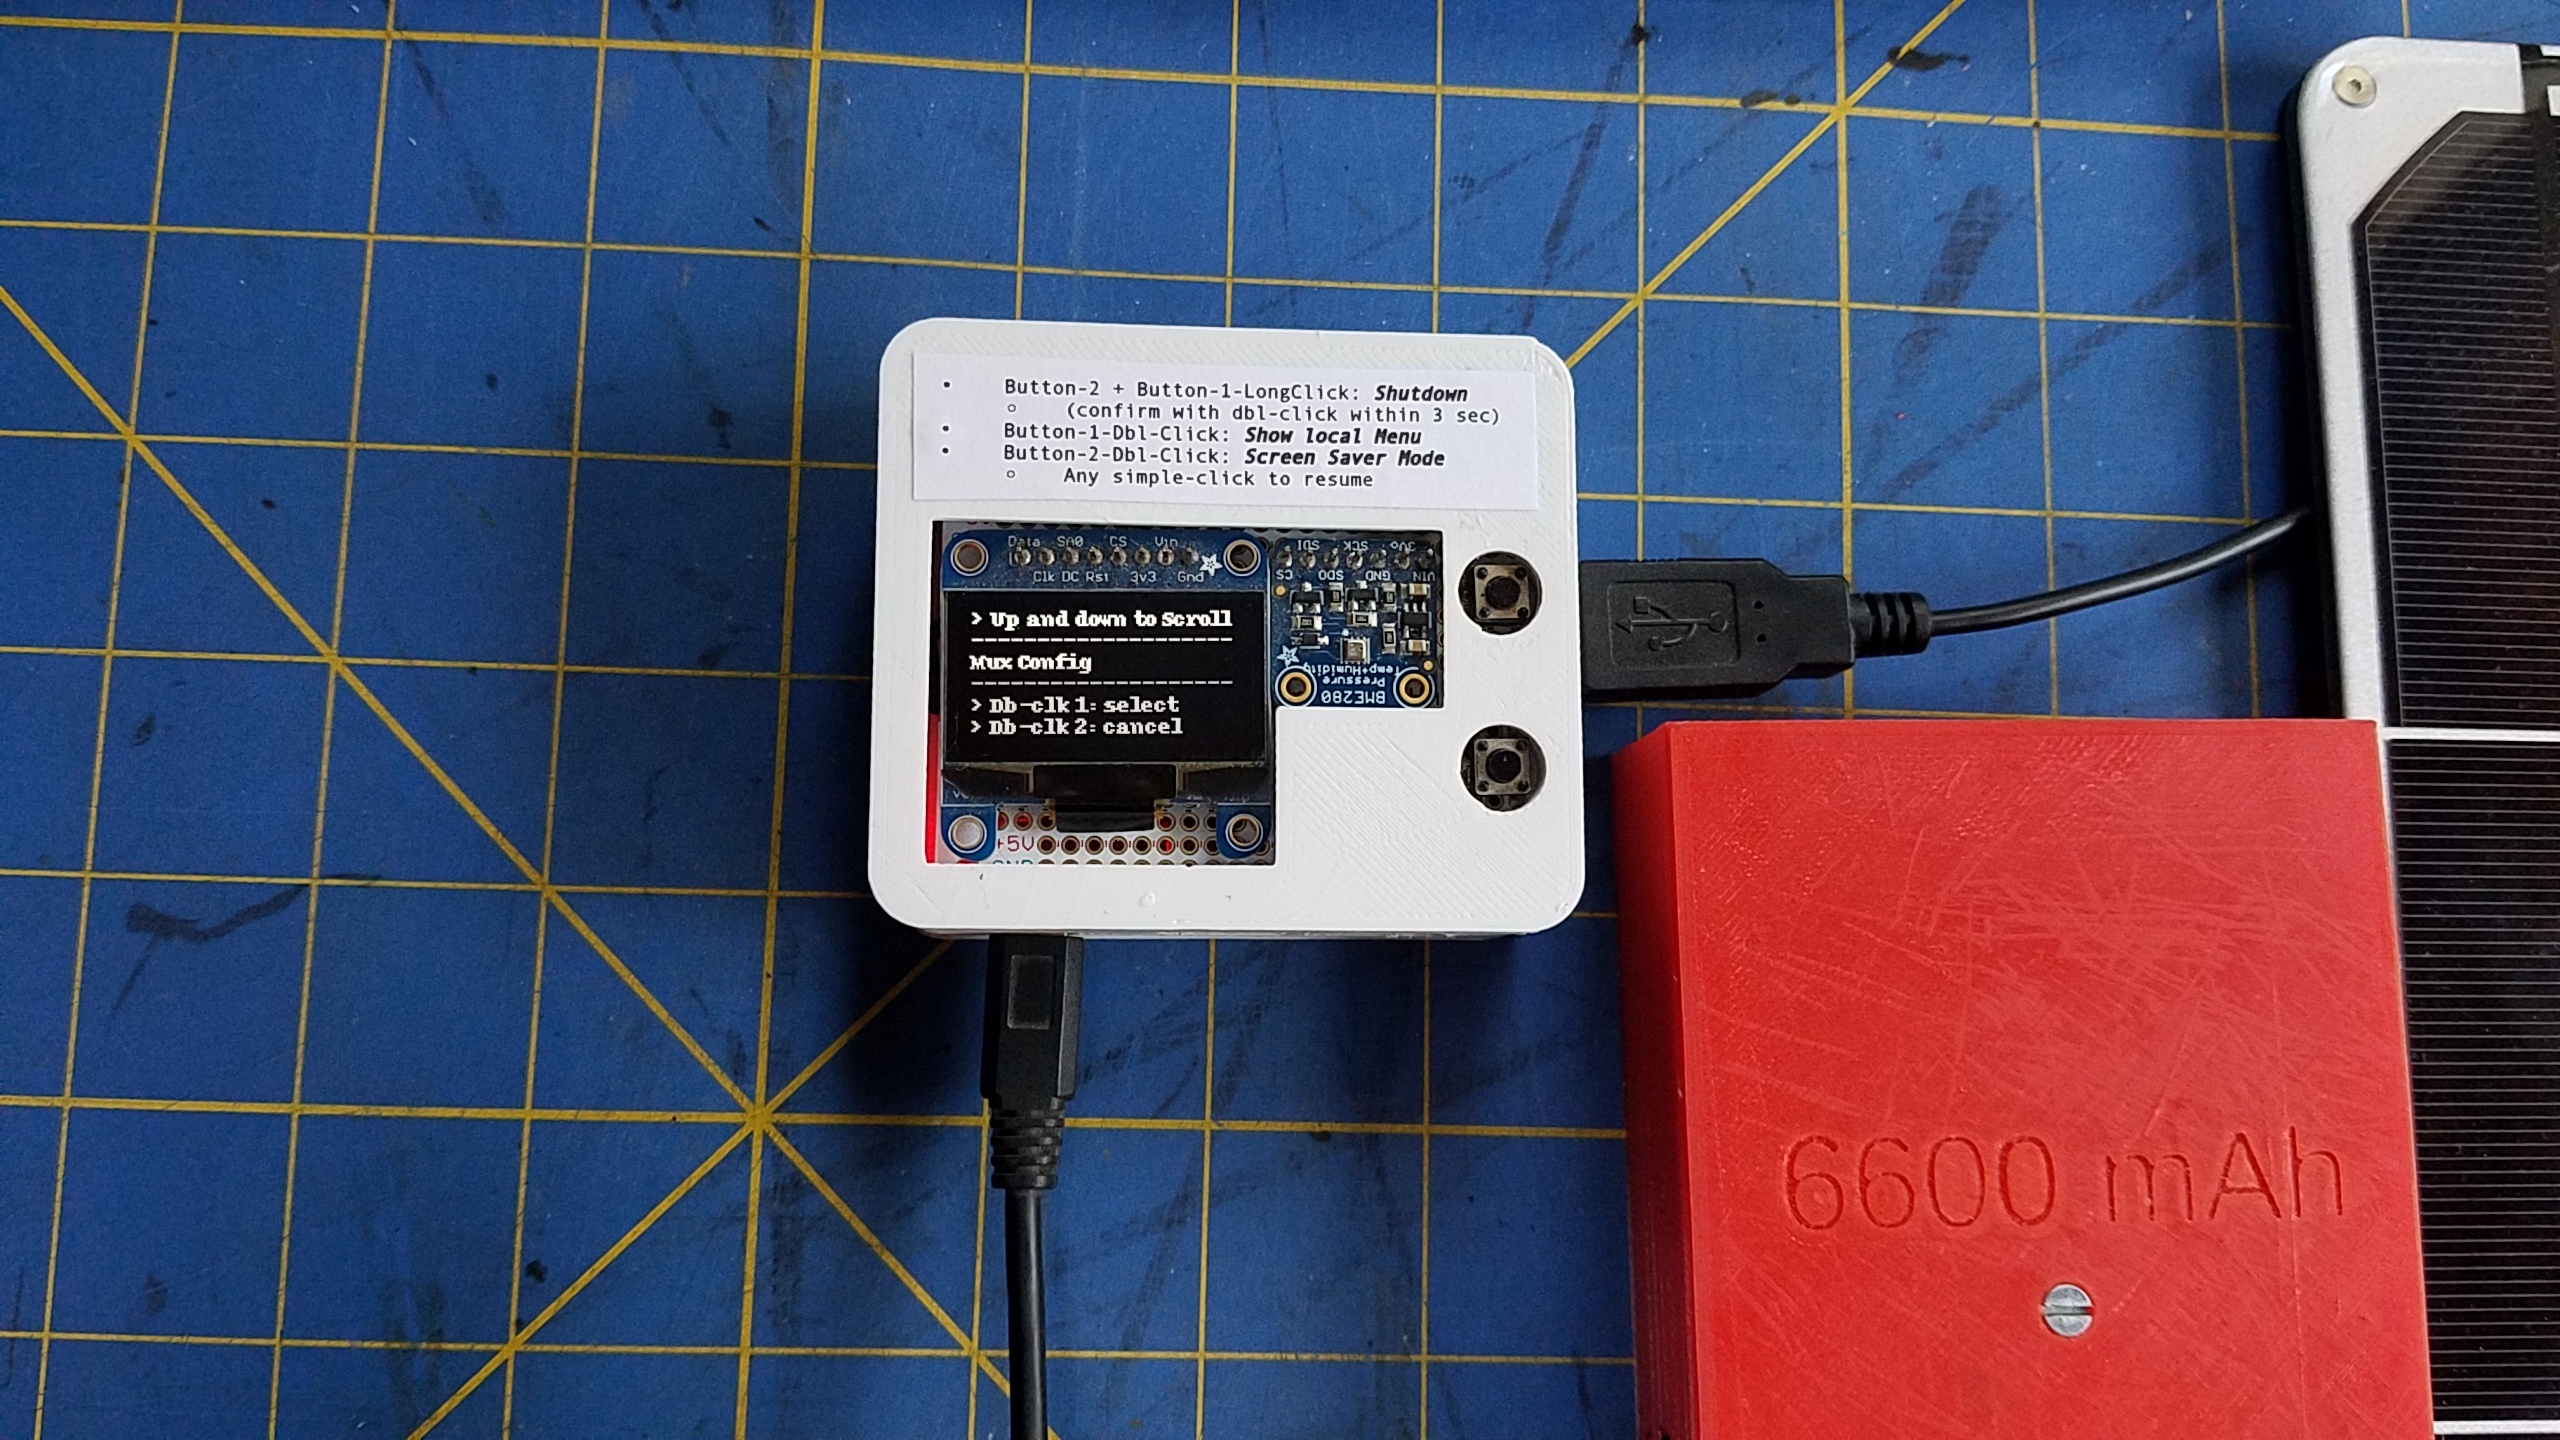 • Button-2 + Button-1-LongClick: Shutdown
○ (confirm with dbl-click within 3 sec)
• Button-1-Dbl-Click: Show local Menu
• Button-2-Dbl-Click: Screen Saver Mode
○ Any simple-click to resume
Data SA0 CS Vin
Clk DC Rst 3v3 Gnd
SDI SCK 3Vo
CS SDO GND VIN
> Up and down to Scroll
--------------------
Mux Config
--------------------
> Db-clk 1: select
> Db-clk 2: cancel
Temp+Humidity
Pressure
BME280
+5V
6600 mAh